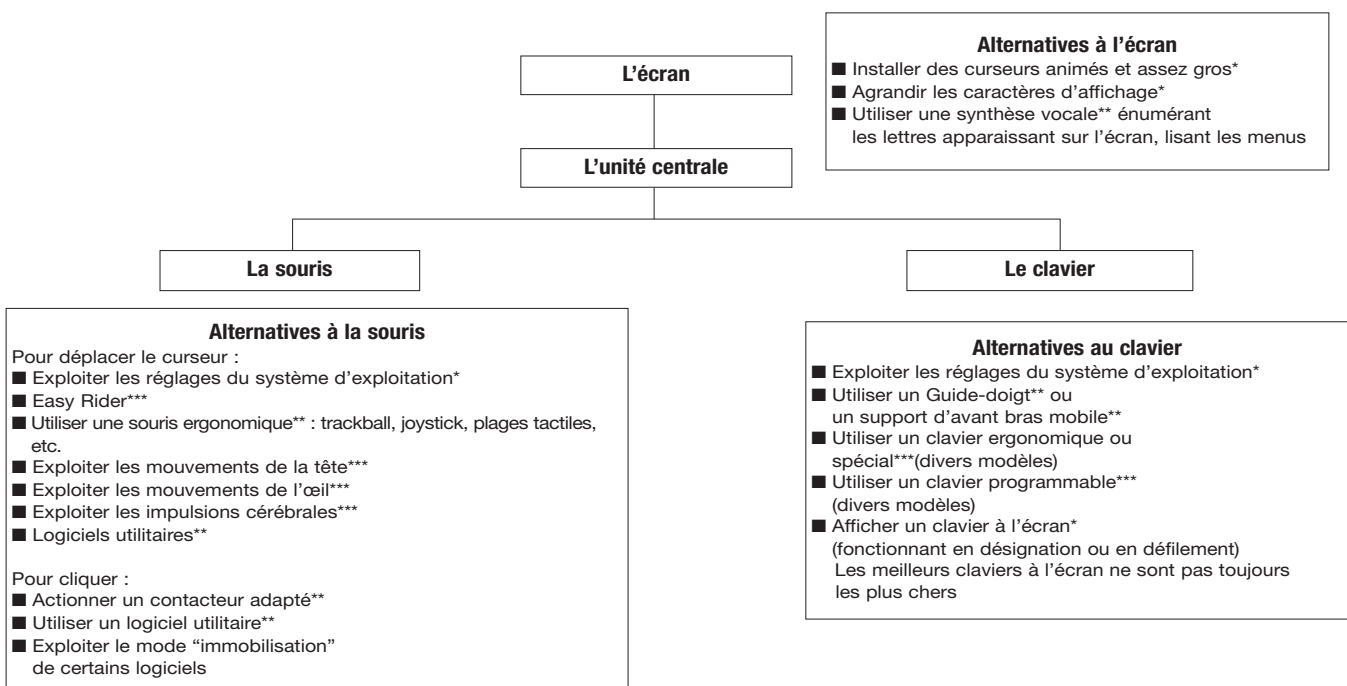 L'écran
Alternatives à l'écran
■ Installer des curseurs animés et assez gros*
■ Agrandir les caractères d'affichage*
■ Utiliser une synthèse vocale** énumérant
les lettres apparaissant sur l'écran, lisant les menus
L'unité centrale
La souris
Le clavier
Alternatives à la souris
Pour déplacer le curseur :
■ Exploiter les réglages du système d'exploitation*
■ Easy Rider***
■ Utiliser une souris ergonomique** : trackball, joystick, plages tactiles,
etc.
■ Exploiter les mouvements de la tête***
■ Exploiter les mouvements de l'œil***
■ Exploiter les impulsions cérébrales***
■ Logiciels utilitaires**
Pour cliquer :
■ Actionner un contacteur adapté**
■ Utiliser un logiciel utilitaire**
■ Exploiter le mode “immobilisation”
de certains logiciels
Alternatives au clavier
■ Exploiter les réglages du système d'exploitation*
■ Utiliser un Guide-doigt** ou
un support d'avant bras mobile**
■ Utiliser un clavier ergonomique ou
spécial***(divers modèles)
■ Utiliser un clavier programmable***
(divers modèles)
■ Afficher un clavier à l'écran*
(fonctionnant en désignation ou en défilement)
Les meilleurs claviers à l'écran ne sont pas toujours
les plus chers